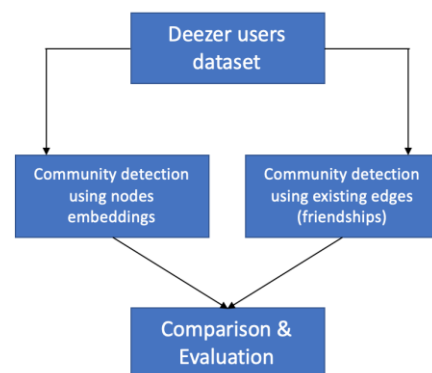 Deezer users
dataset
Community detection
using nodes
embeddings
Community detection
using existing edges
(friendships)
Comparison &
Evaluation